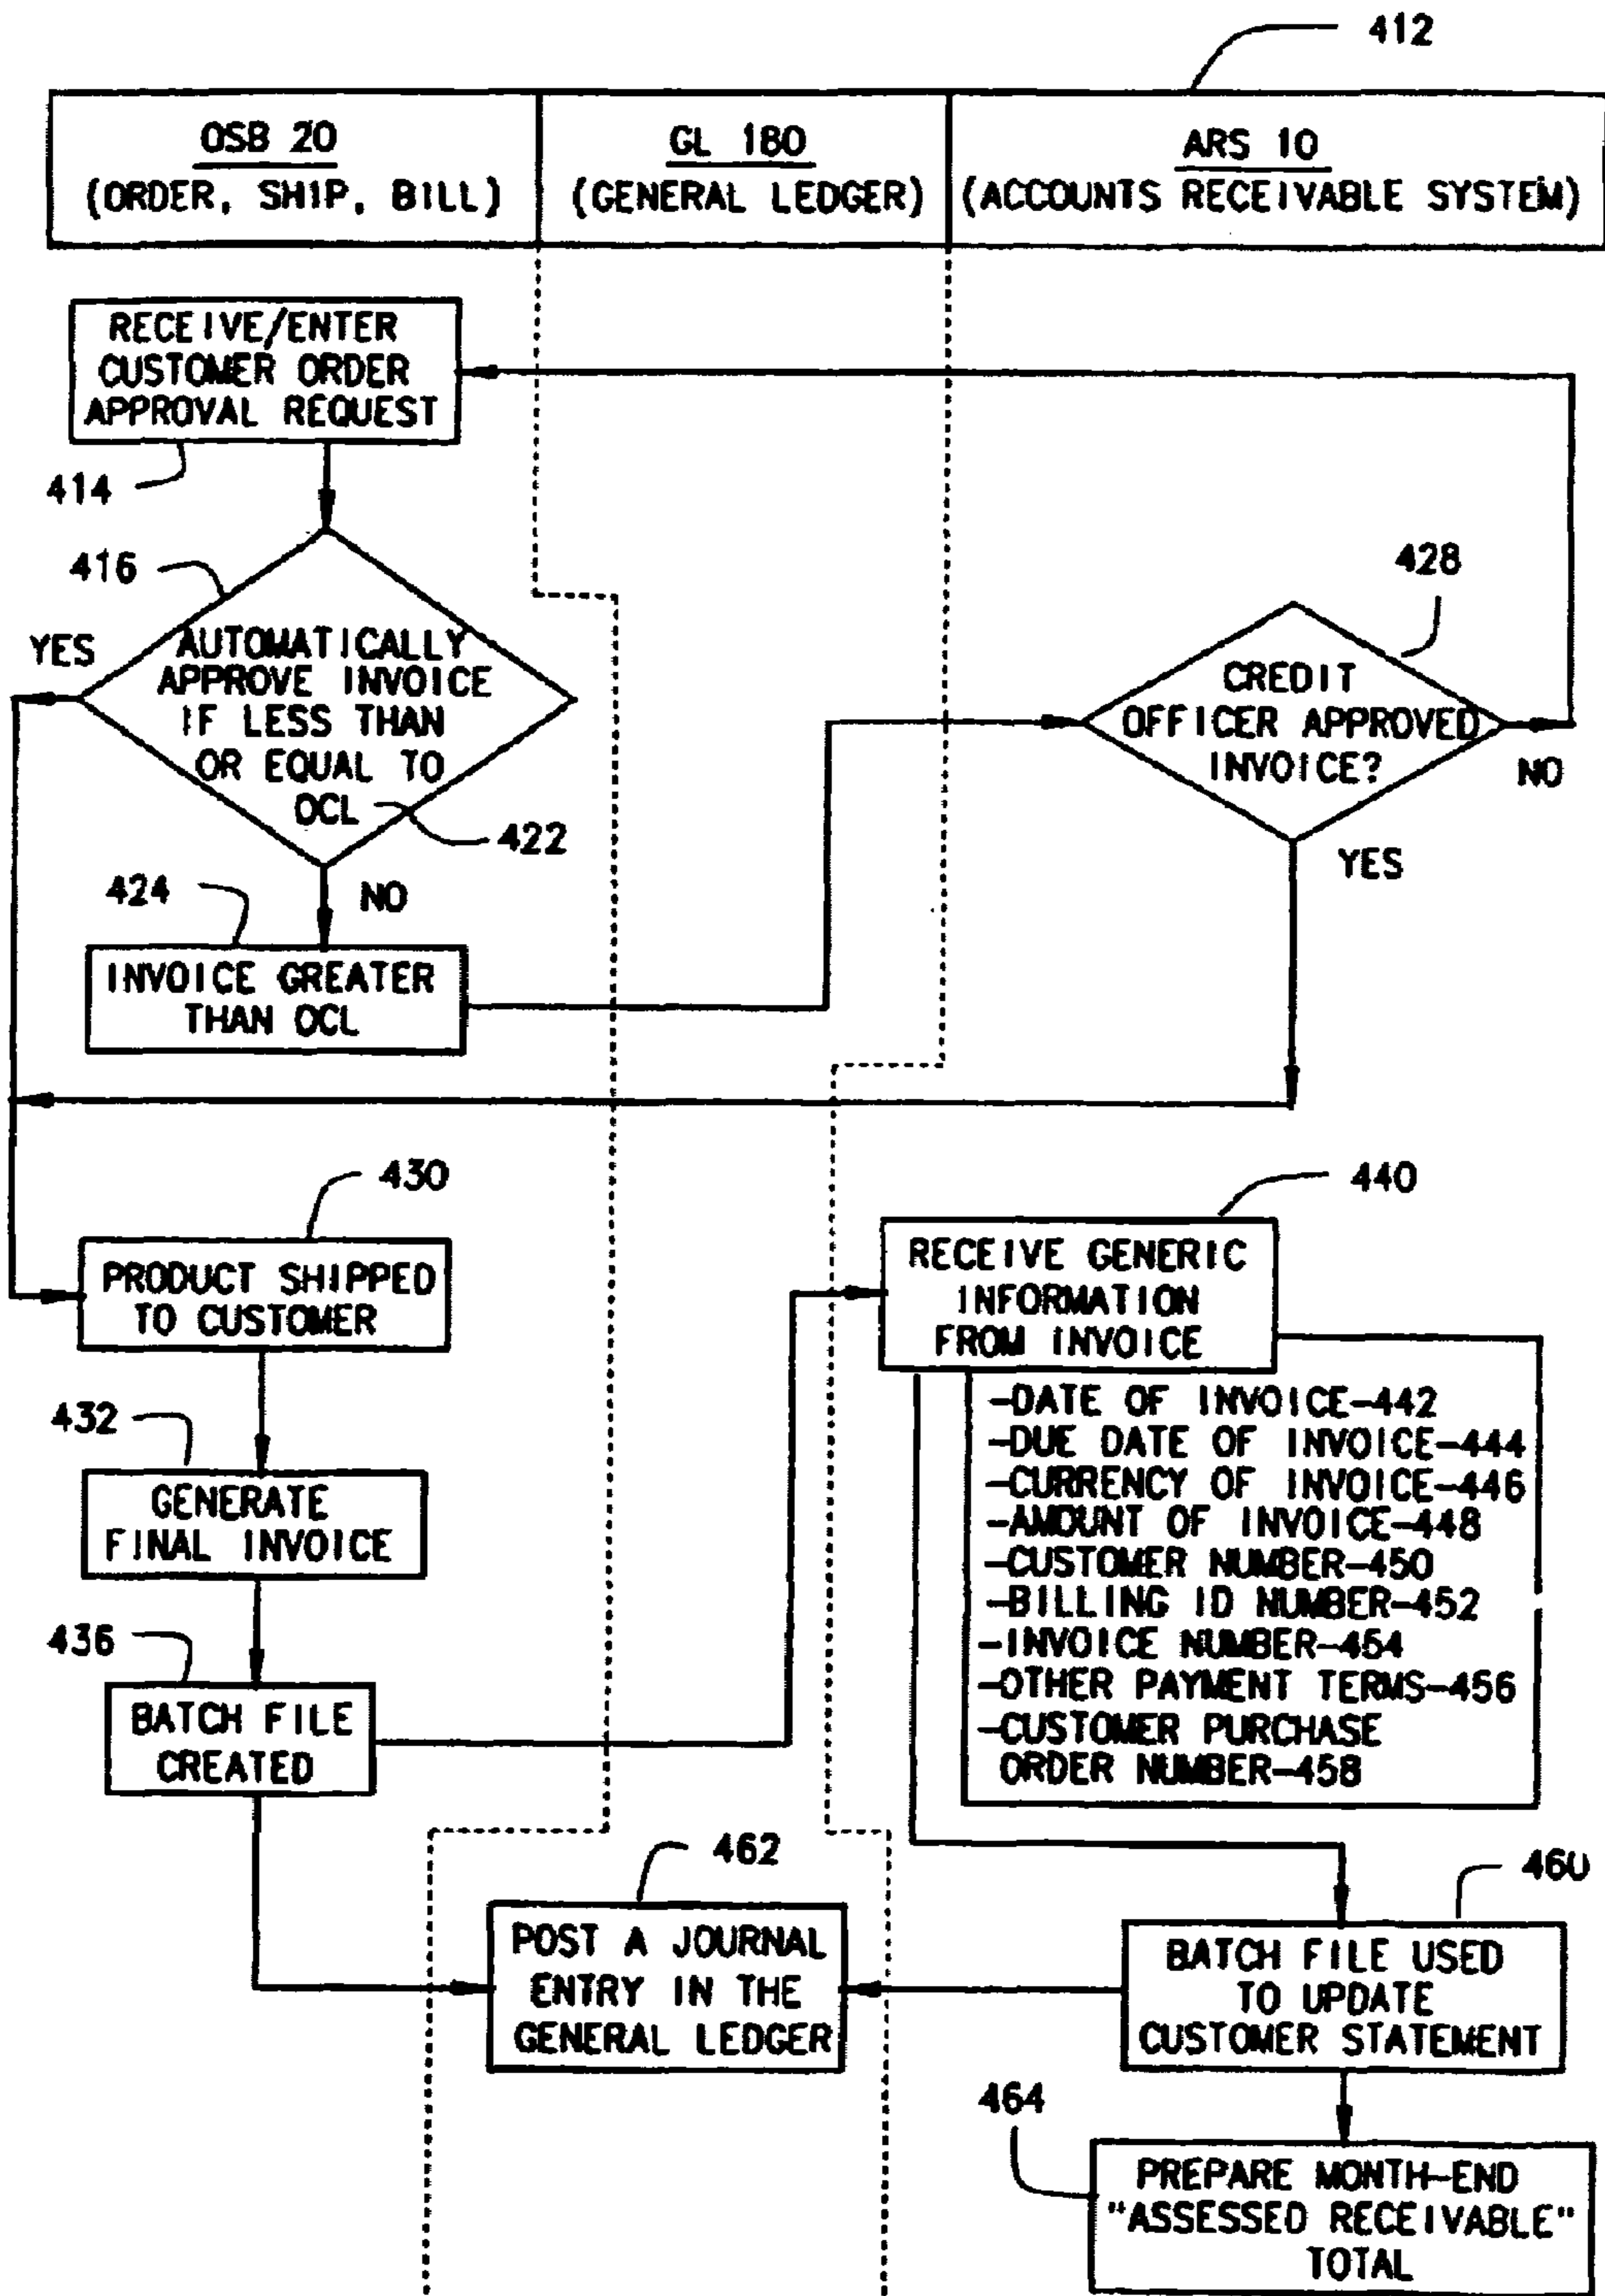 412
OSB 20
(ORDER, SHIP, BILL)
GL 180
(GENERAL LEDGER)
ARS 10
(ACCOUNTS RECEIVABLE SYSTEM)
RECEIVE/ENTER
CUSTOMER ORDER
APPROVAL REQUEST
414
416
YES
AUTOMATICALLY
APPROVE INVOICE
IF LESS THAN
OR EQUAL TO
OCL
422
NO
424
INVOICE GREATER
THAN OCL
428
CREDIT
OFFICER APPROVED
INVOICE?
NO
YES
430
PRODUCT SHIPPED
TO CUSTOMER
432
GENERATE
FINAL INVOICE
436
BATCH FILE
CREATED
440
RECEIVE GENERIC
INFORMATION
FROM INVOICE
-DATE OF INVOICE-442
-DUE DATE OF INVOICE-444
-CURRENCY OF INVOICE-446
-AMOUNT OF INVOICE-448
-CUSTOMER NUMBER-450
-BILLING ID NUMBER-452
-INVOICE NUMBER-454
-OTHER PAYMENT TERMS-456
-CUSTOMER PURCHASE
ORDER NUMBER-458
462
POST A JOURNAL
ENTRY IN THE
GENERAL LEDGER
460
BATCH FILE USED
TO UPDATE
CUSTOMER STATEMENT
464
PREPARE MONTH-END
"ASSESSED RECEIVABLE"
TOTAL